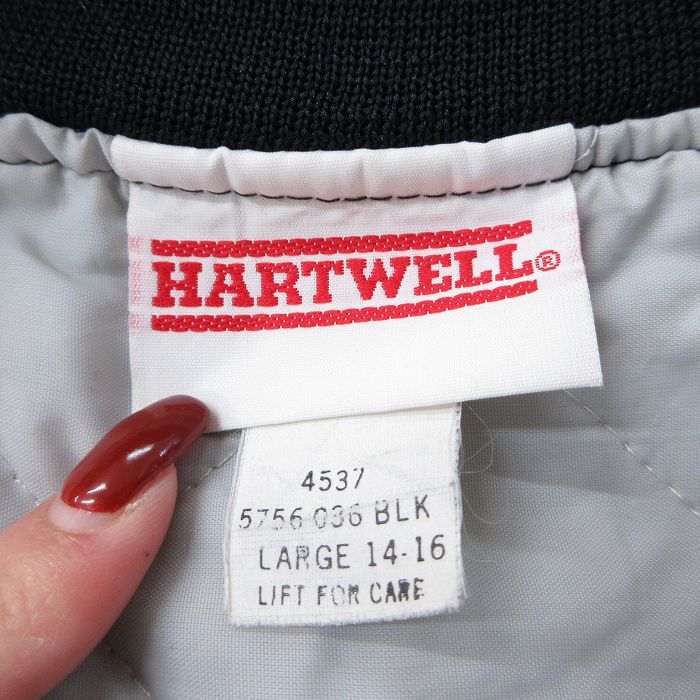 HARTWELL®
4537
5756-036 BLK
LARGE 14-16
LIFT FOR CARE